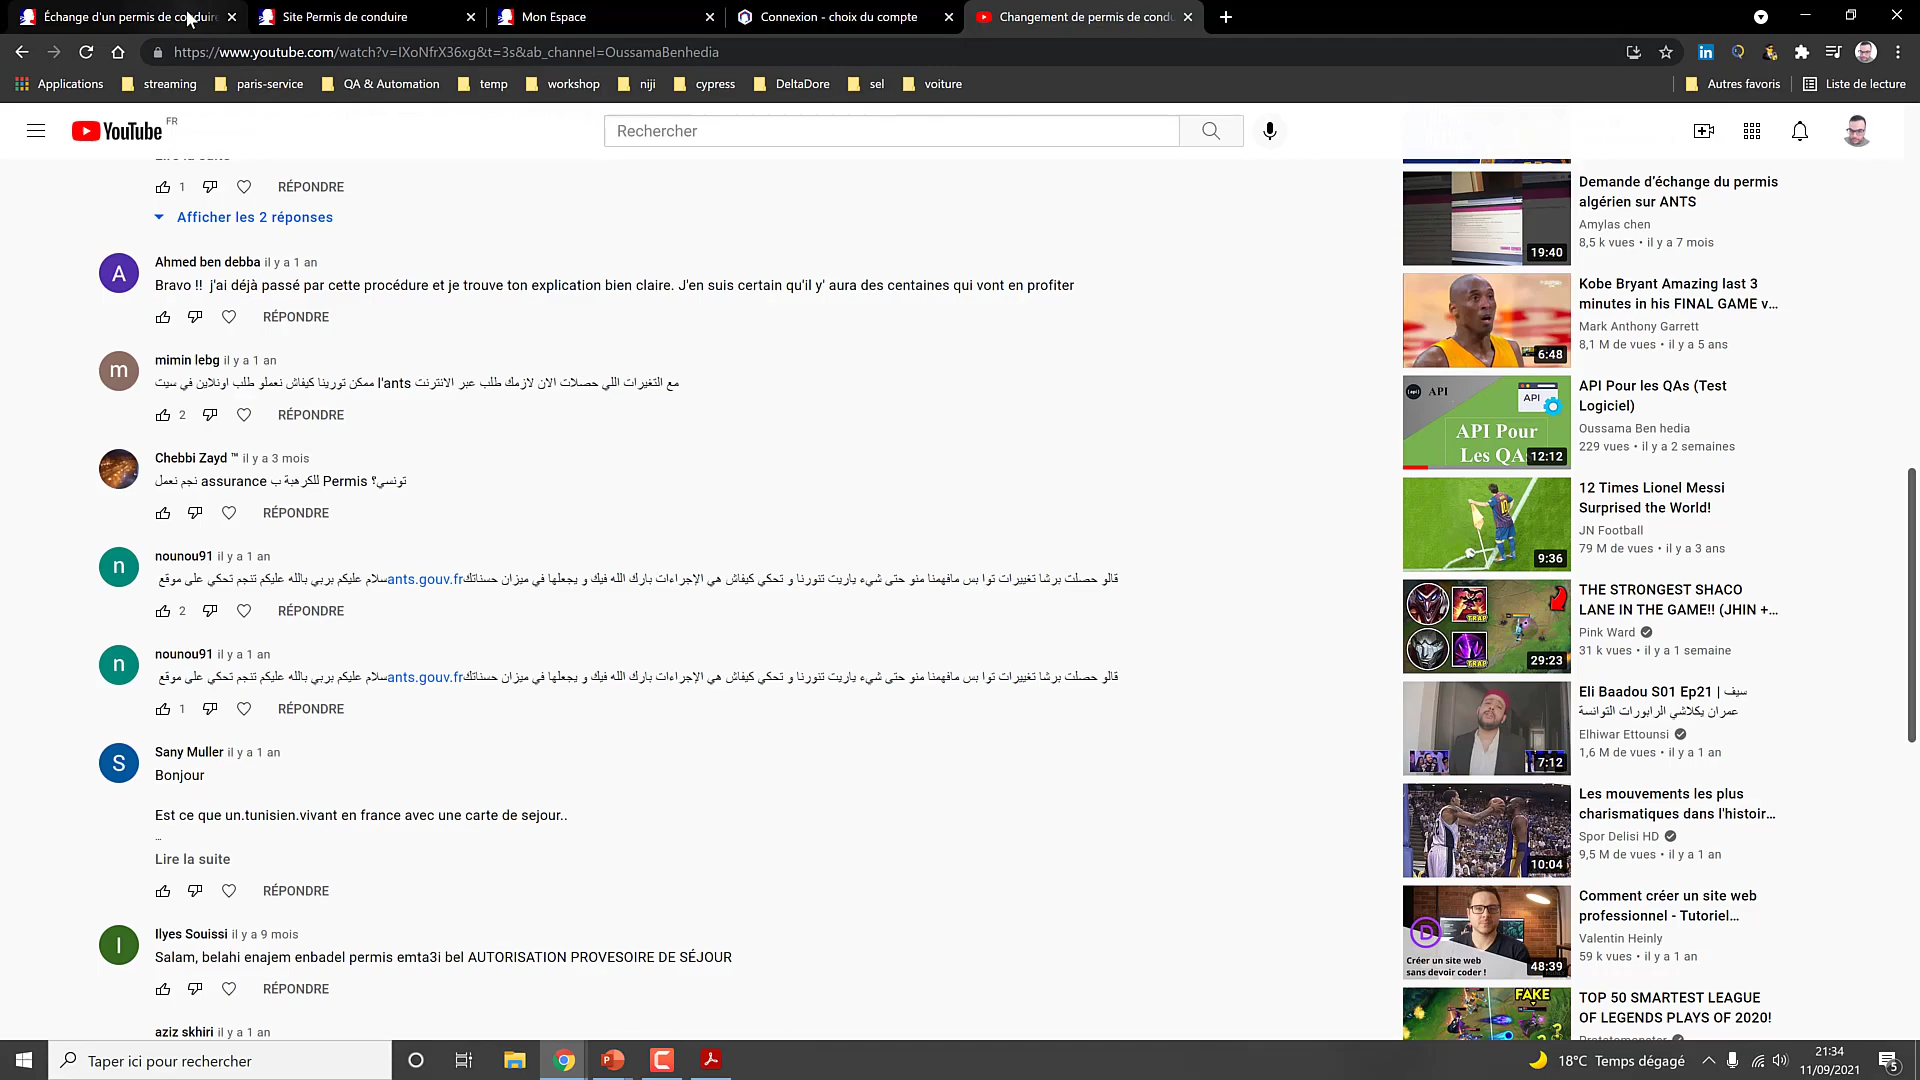 Échange d'un permis de conduire
Site Permis de conduire
Mon Espace
Connexion - choix du compte
Changement de permis de cond
https://www.youtube.com/watch?v=IXoNfrX36xg&t=3s&ab_channel=OussamaBenhedia
Applications
streaming
paris-service
QA & Automation
temp
workshop
niji
cypress
DeltaDore
sel
voiture
Autres favoris
Liste de lecture
YouTube FR
Rechercher
1 RÉPONDRE
Afficher les 2 réponses
Ahmed ben debba il y a 1 an
Bravo !! j'ai déjà passé par cette procédure et je trouve ton explication bien claire. J'en suis certain qu'il y' aura des centaines qui vont en profiter
RÉPONDRE
mimin lebg il y a 1 an
مع التغيرات اللي حصلات الان لازمك طلب عبر الانترنت l'ants ممكن تورينا كيفاش نعملو طلب اونلاين في سيت
2 RÉPONDRE
Chebbi Zayd ™ il y a 3 mois
نجم نعمل assurance للكرهبة ب Permis تونسي؟
RÉPONDRE
nounou91 il y a 1 an
سلام عليكم بربي بالله عليكم تنجم تحكي على موقع ants.gouv.fr قالو حصلت برشا تغييرات توا بس مافهمنا منو حتى شيء ياريت تنورنا و تحكي كيفاش هي الإجراءات بارك الله فيك و يجعلها في ميزان حسناتك
2 RÉPONDRE
nounou91 il y a 1 an
سلام عليكم بربي بالله عليكم تنجم تحكي على موقع ants.gouv.fr قالو حصلت برشا تغييرات توا بس مافهمنا منو حتى شيء ياريت تنورنا و تحكي كيفاش هي الإجراءات بارك الله فيك و يجعلها في ميزان حسناتك
1 RÉPONDRE
S
Sany Muller il y a 1 an
Bonjour
Est ce que un.tunisien.vivant en france avec une carte de sejour..
...
Lire la suite
RÉPONDRE
Ilyes Souissi il y a 9 mois
Salam, belahi enajem enbadel permis emta3i bel AUTORISATION PROVESOIRE DE SÉJOUR
RÉPONDRE
aziz skhiri il y a 1 an
19:40
Demande d'échange du permis
algérien sur ANTS
Amylas chen
8,5 k vues • il y a 7 mois
6:48
Kobe Bryant Amazing last 3
minutes in his FINAL GAME v...
Mark Anthony Garrett
8,1 M de vues • il y a 5 ans
API
API Pour
Les QA
12:12
API Pour les QAs (Test
Logiciel)
Oussama Ben hedia
229 vues • il y a 2 semaines
9:36
12 Times Lionel Messi
Surprised the World!
JN Football
79 M de vues • il y a 3 ans
TRAP
TRAP
29:23
THE STRONGEST SHACO
LANE IN THE GAME!! (JHIN +...
Pink Ward
31 k vues • il y a 1 semaine
7:12
Eli Baadou S01 Ep21 | سيف
عمران يكلاشي الرابورات التوانسة
Elhiwar Ettounsi
1,6 M de vues • il y a 1 an
10:04
Les mouvements les plus
charismatiques dans l'histoir...
Spor Delisi HD
9,5 M de vues • il y a 1 an
Créer un site web
sans devoir coder !
48:39
Comment créer un site web
professionnel - Tutoriel...
Valentin Heinly
59 k vues • il y a 1 an
FAKE
TOP 50 SMARTEST LEAGUE
OF LEGENDS PLAYS OF 2020!
Taper ici pour rechercher
18°C Temps dégagé
21:34
11/09/2021
5